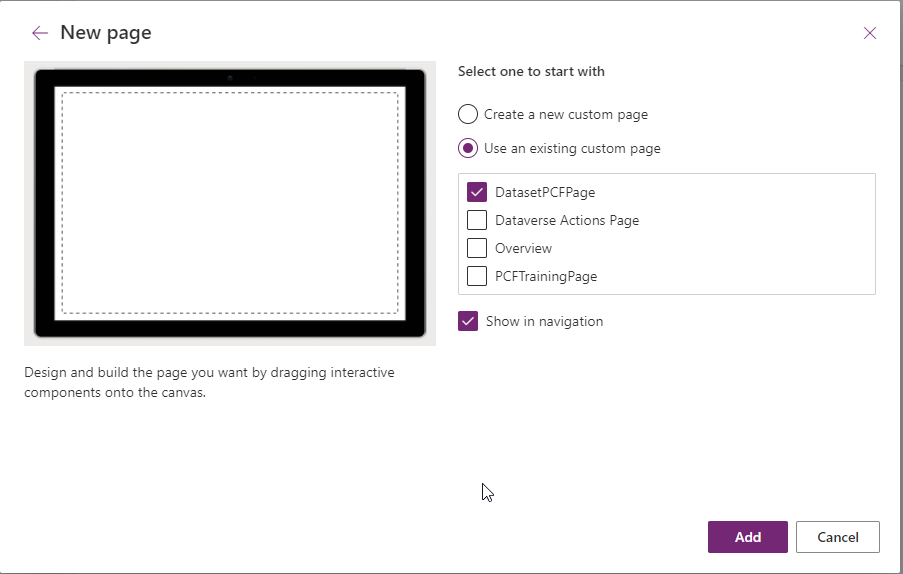 New page
Select one to start with
Create a new custom page
Use an existing custom page
DatasetPCFPage
Dataverse Actions Page
Overview
PCFTrainingPage
Show in navigation
Design and build the page you want by dragging interactive
components onto the canvas.
Add
Cancel